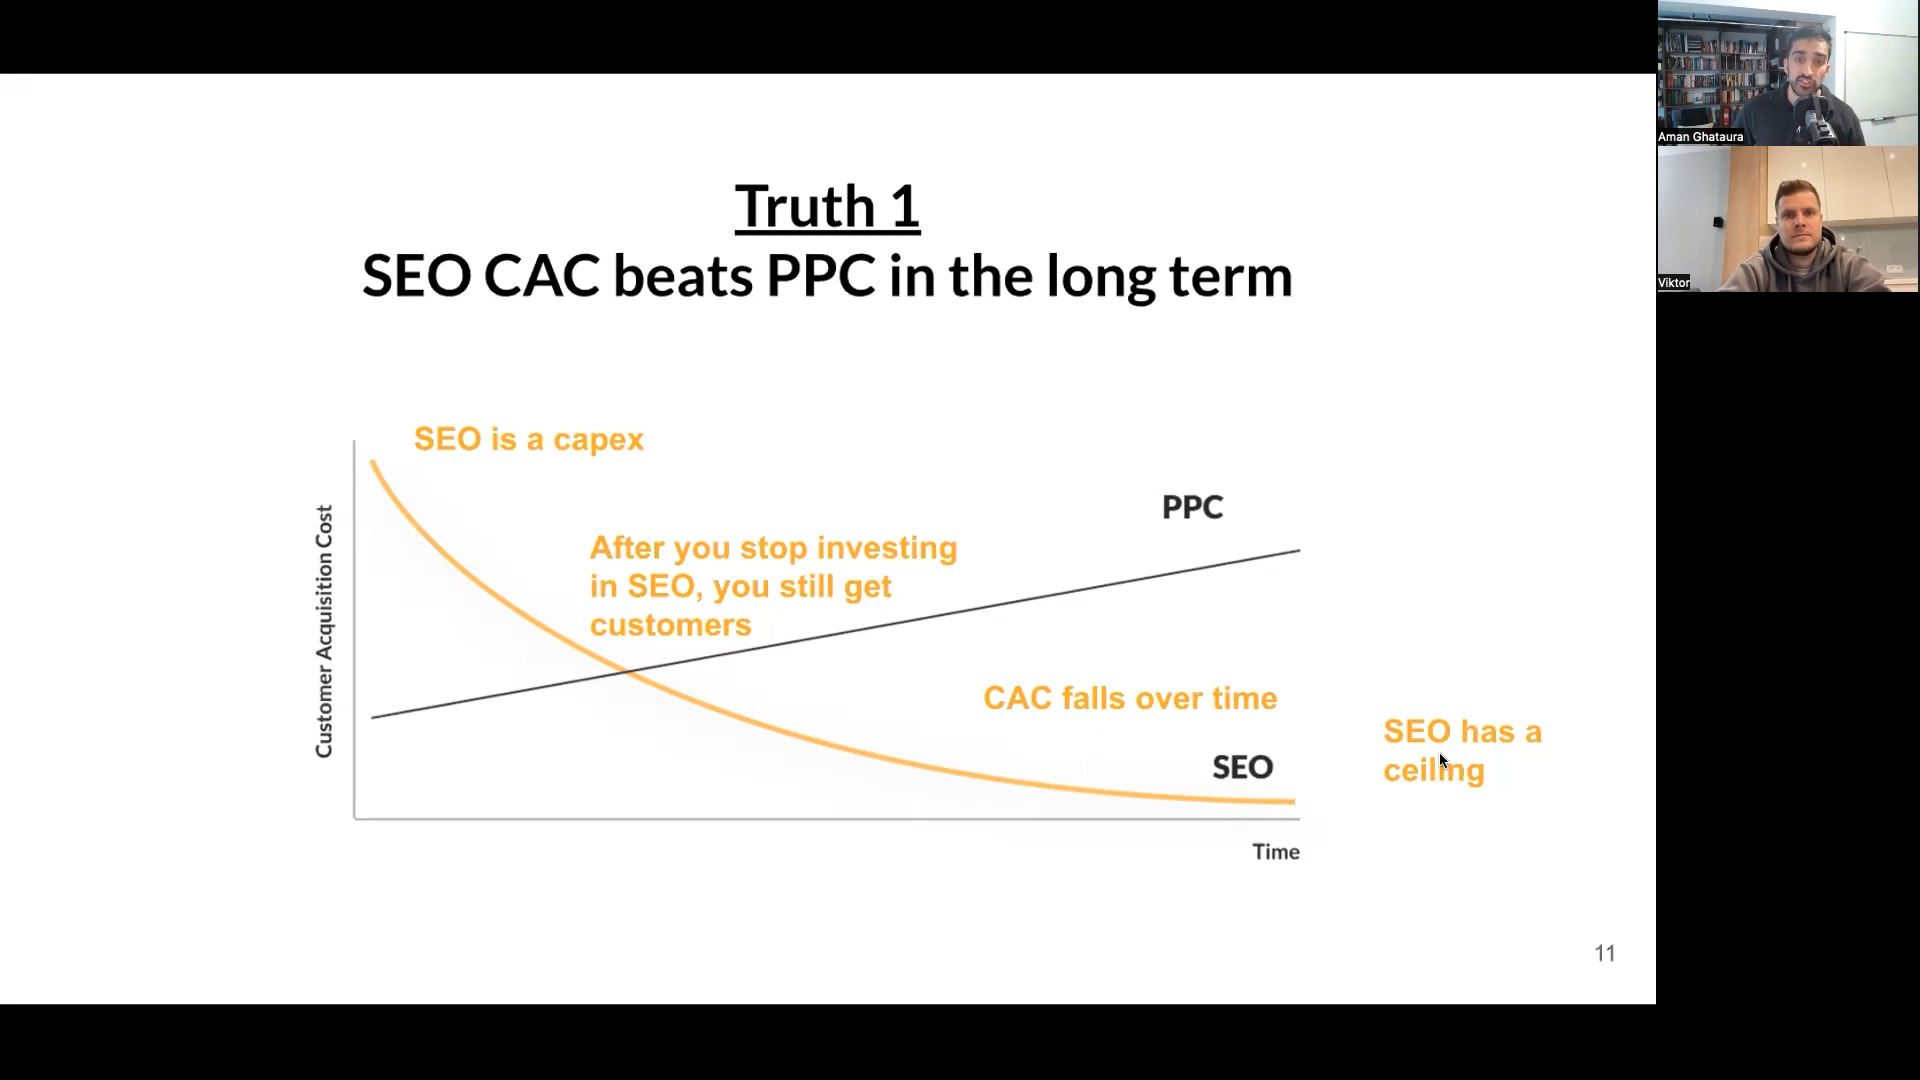 Truth 1
SEO CAC beats PPC in the long term
SEO is a capex
PPC
After you stop investing
in SEO, you still get
customers
Customer Acquisition Cost
CAC falls over time
SEO has a
ceiling
SEO
Time
11
Aman Ghataura
Viktor